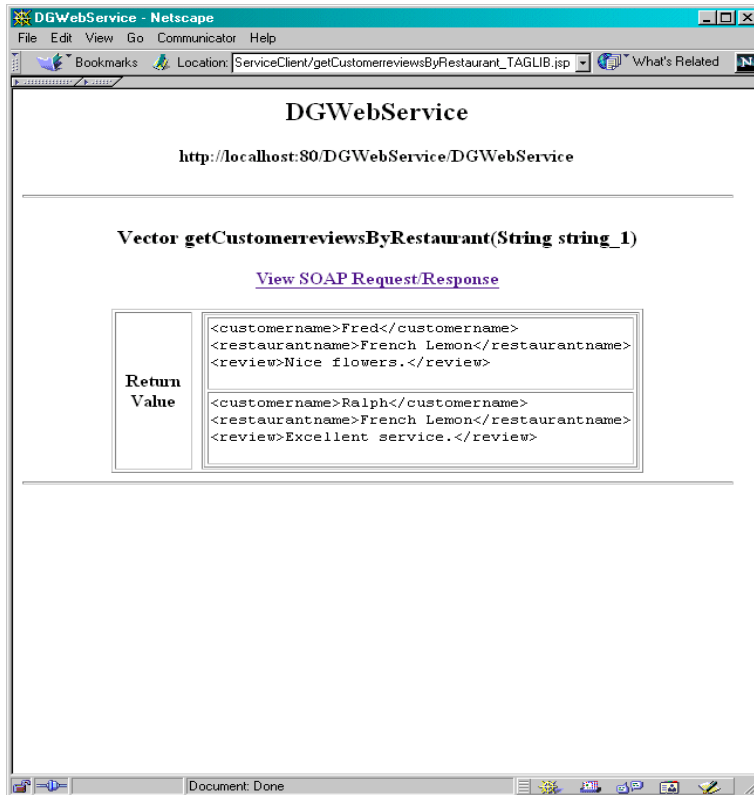 DGWebService - Netscape
File Edit View Go Communicator Help
Bookmarks Location: ServiceClient/getCustomerreviewsByRestaurant_TAGLIB.jsp What's Related N
DGWebService
http://localhost:80/DGWebService/DGWebService
Vector getCustomerreviewsByRestaurant(String string_1)
View SOAP Request/Response
Return
Value
<customername>Fred</customername>
<restaurantname>French Lemon</restaurantname>
<review>Nice flowers.</review>
<customername>Ralph</customername>
<restaurantname>French Lemon</restaurantname>
<review>Excellent service.</review>
Document: Done